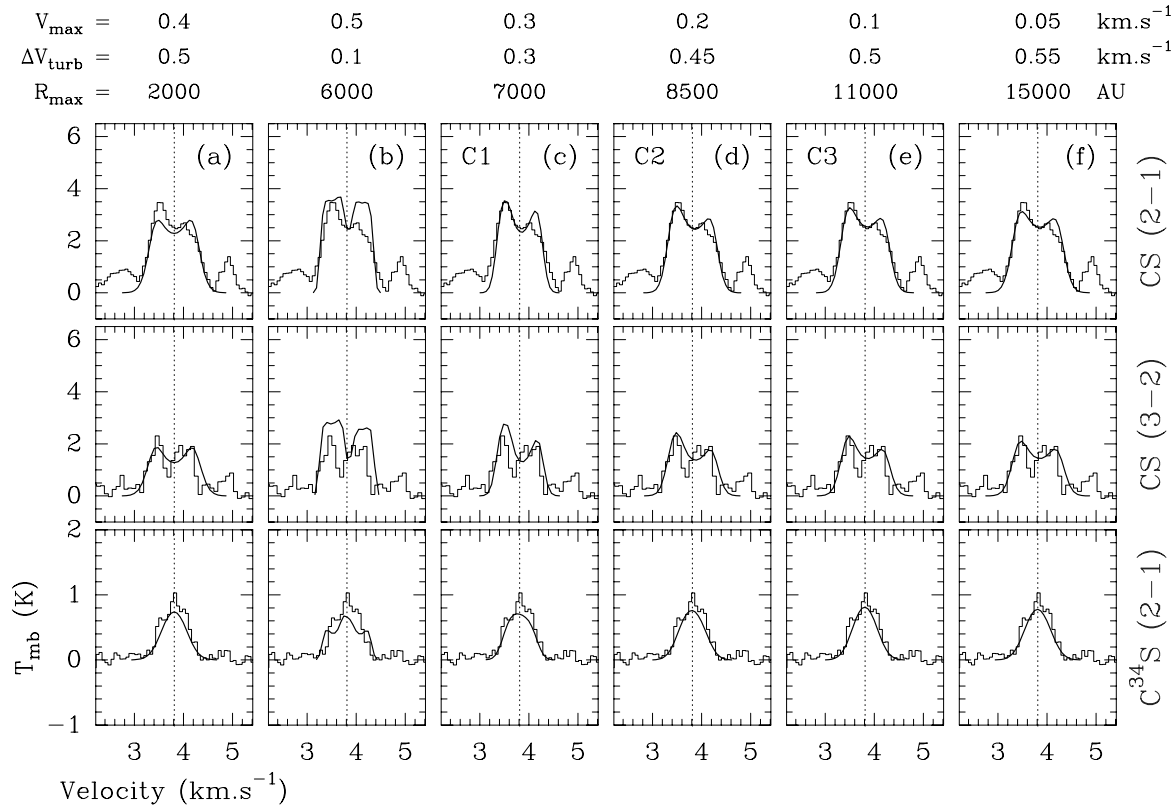 V_max = 0.4 0.5 0.3 0.2 0.1 0.05 km.s⁻¹
ΔV_turb = 0.5 0.1 0.3 0.45 0.5 0.55 km.s⁻¹
R_max = 2000 6000 7000 8500 11000 15000 AU
6 (a) (b) C1 (c) C2 (d) C3 (e) (f)
4
2
0
CS (2−1)
6
4
2
0
CS (3−2)
2
1
0
−1
T_mb (K)
C³⁴S (2−1)
3 4 5 3 4 5 3 4 5 3 4 5 3 4 5 3 4 5
Velocity (km.s⁻¹)